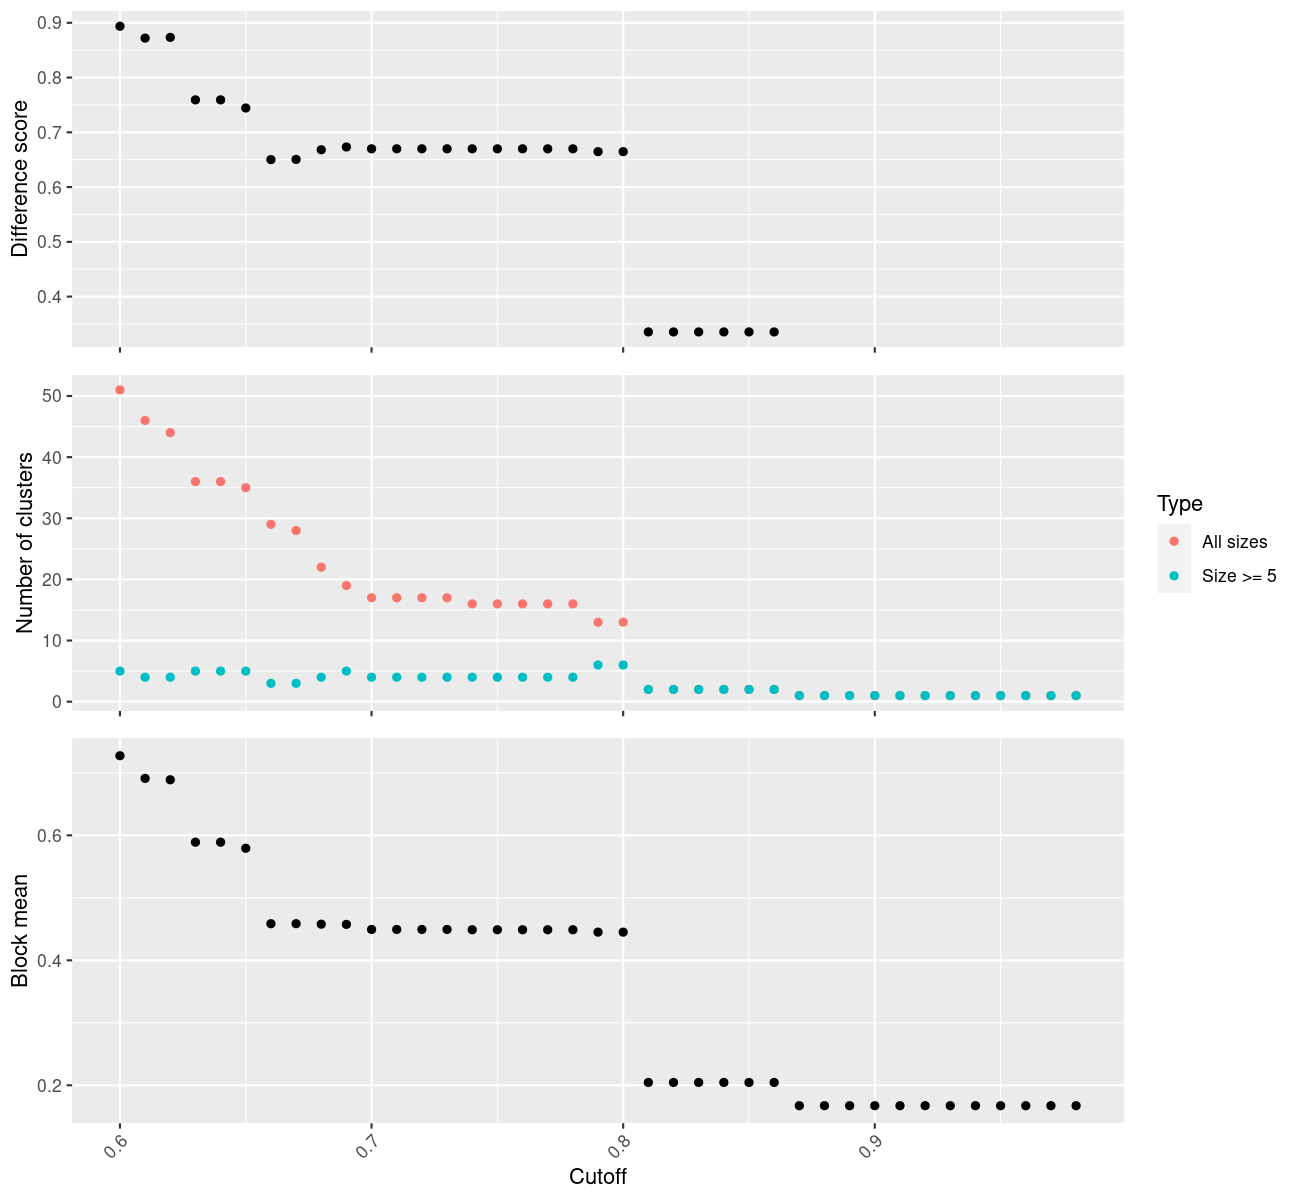 Difference score
0.9
0.8
0.7
0.6
0.5
0.4
Number of clusters
50
40
30
20
10
0
Type
All sizes
Size >= 5
Block mean
0.6
0.4
0.2
0.6
0.7
0.8
0.9
Cutoff